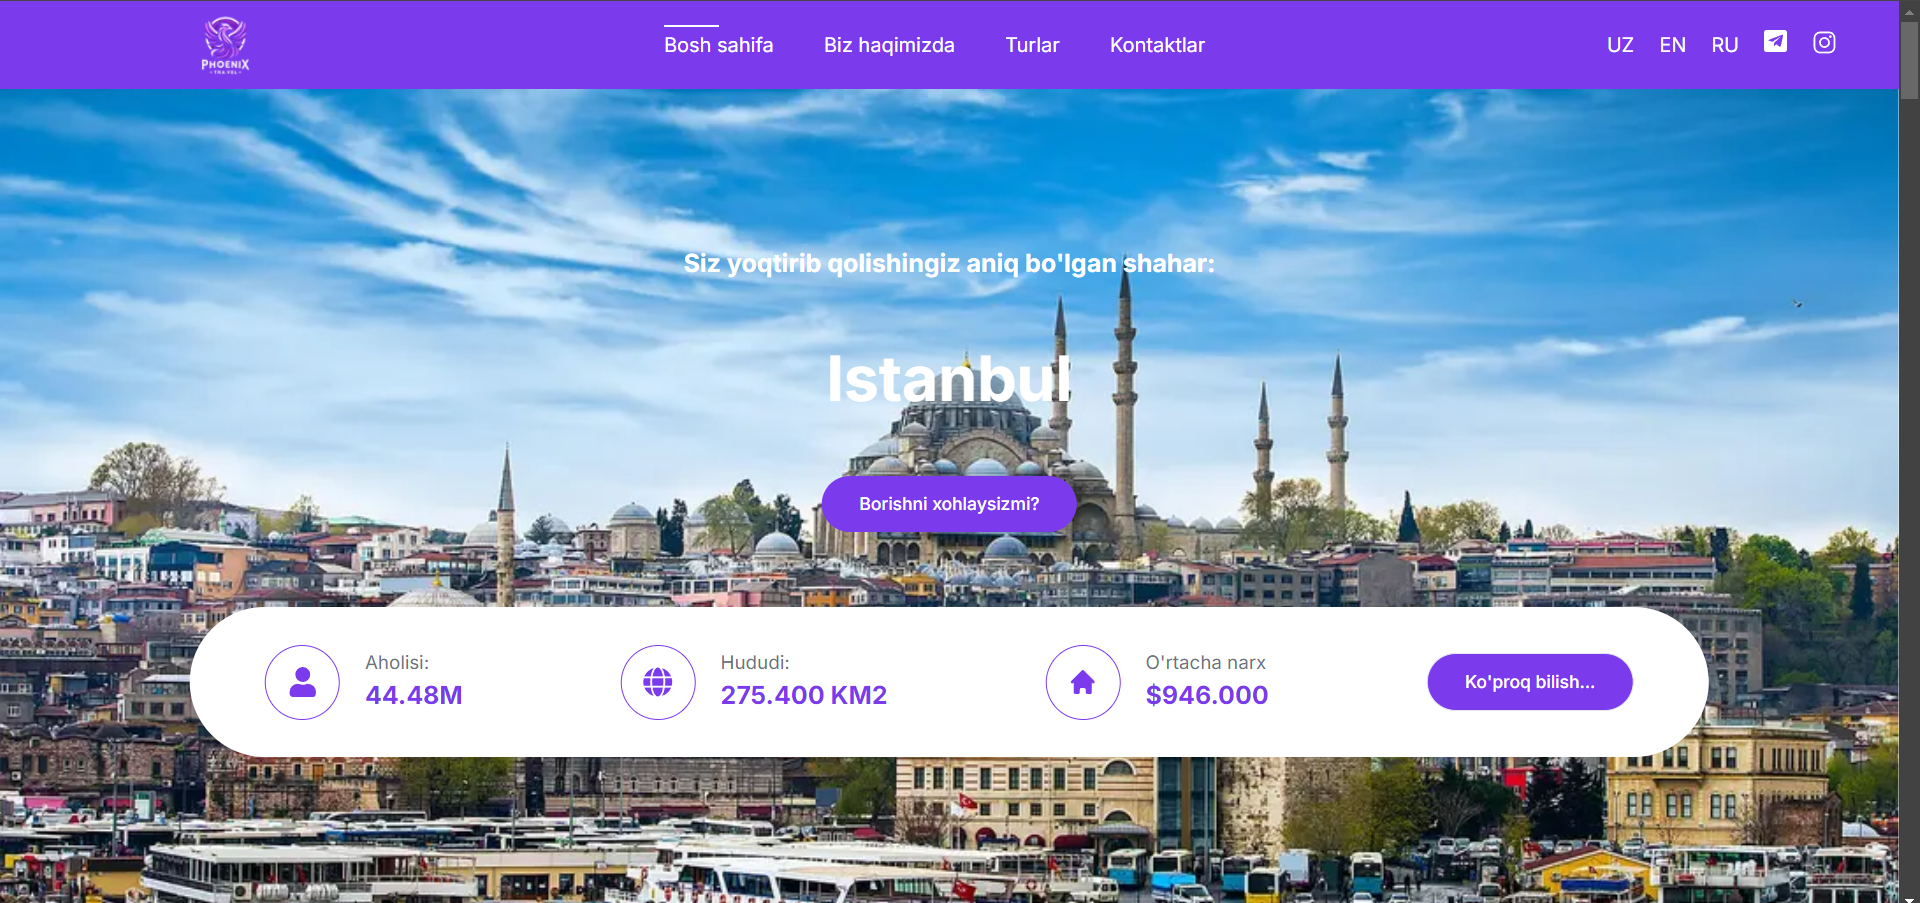 PHOENIX
TRAVEL
Bosh sahifa
Biz haqimizda
Turlar
Kontaktlar
UZ
EN
RU
Siz yoqtirib qolishingiz aniq bo'lgan shahar:
Istanbul
Borishni xohlaysizmi?
Aholisi:
44.48M
Hududi:
275.400 KM2
O'rtacha narx
$946.000
Ko'proq bilish...